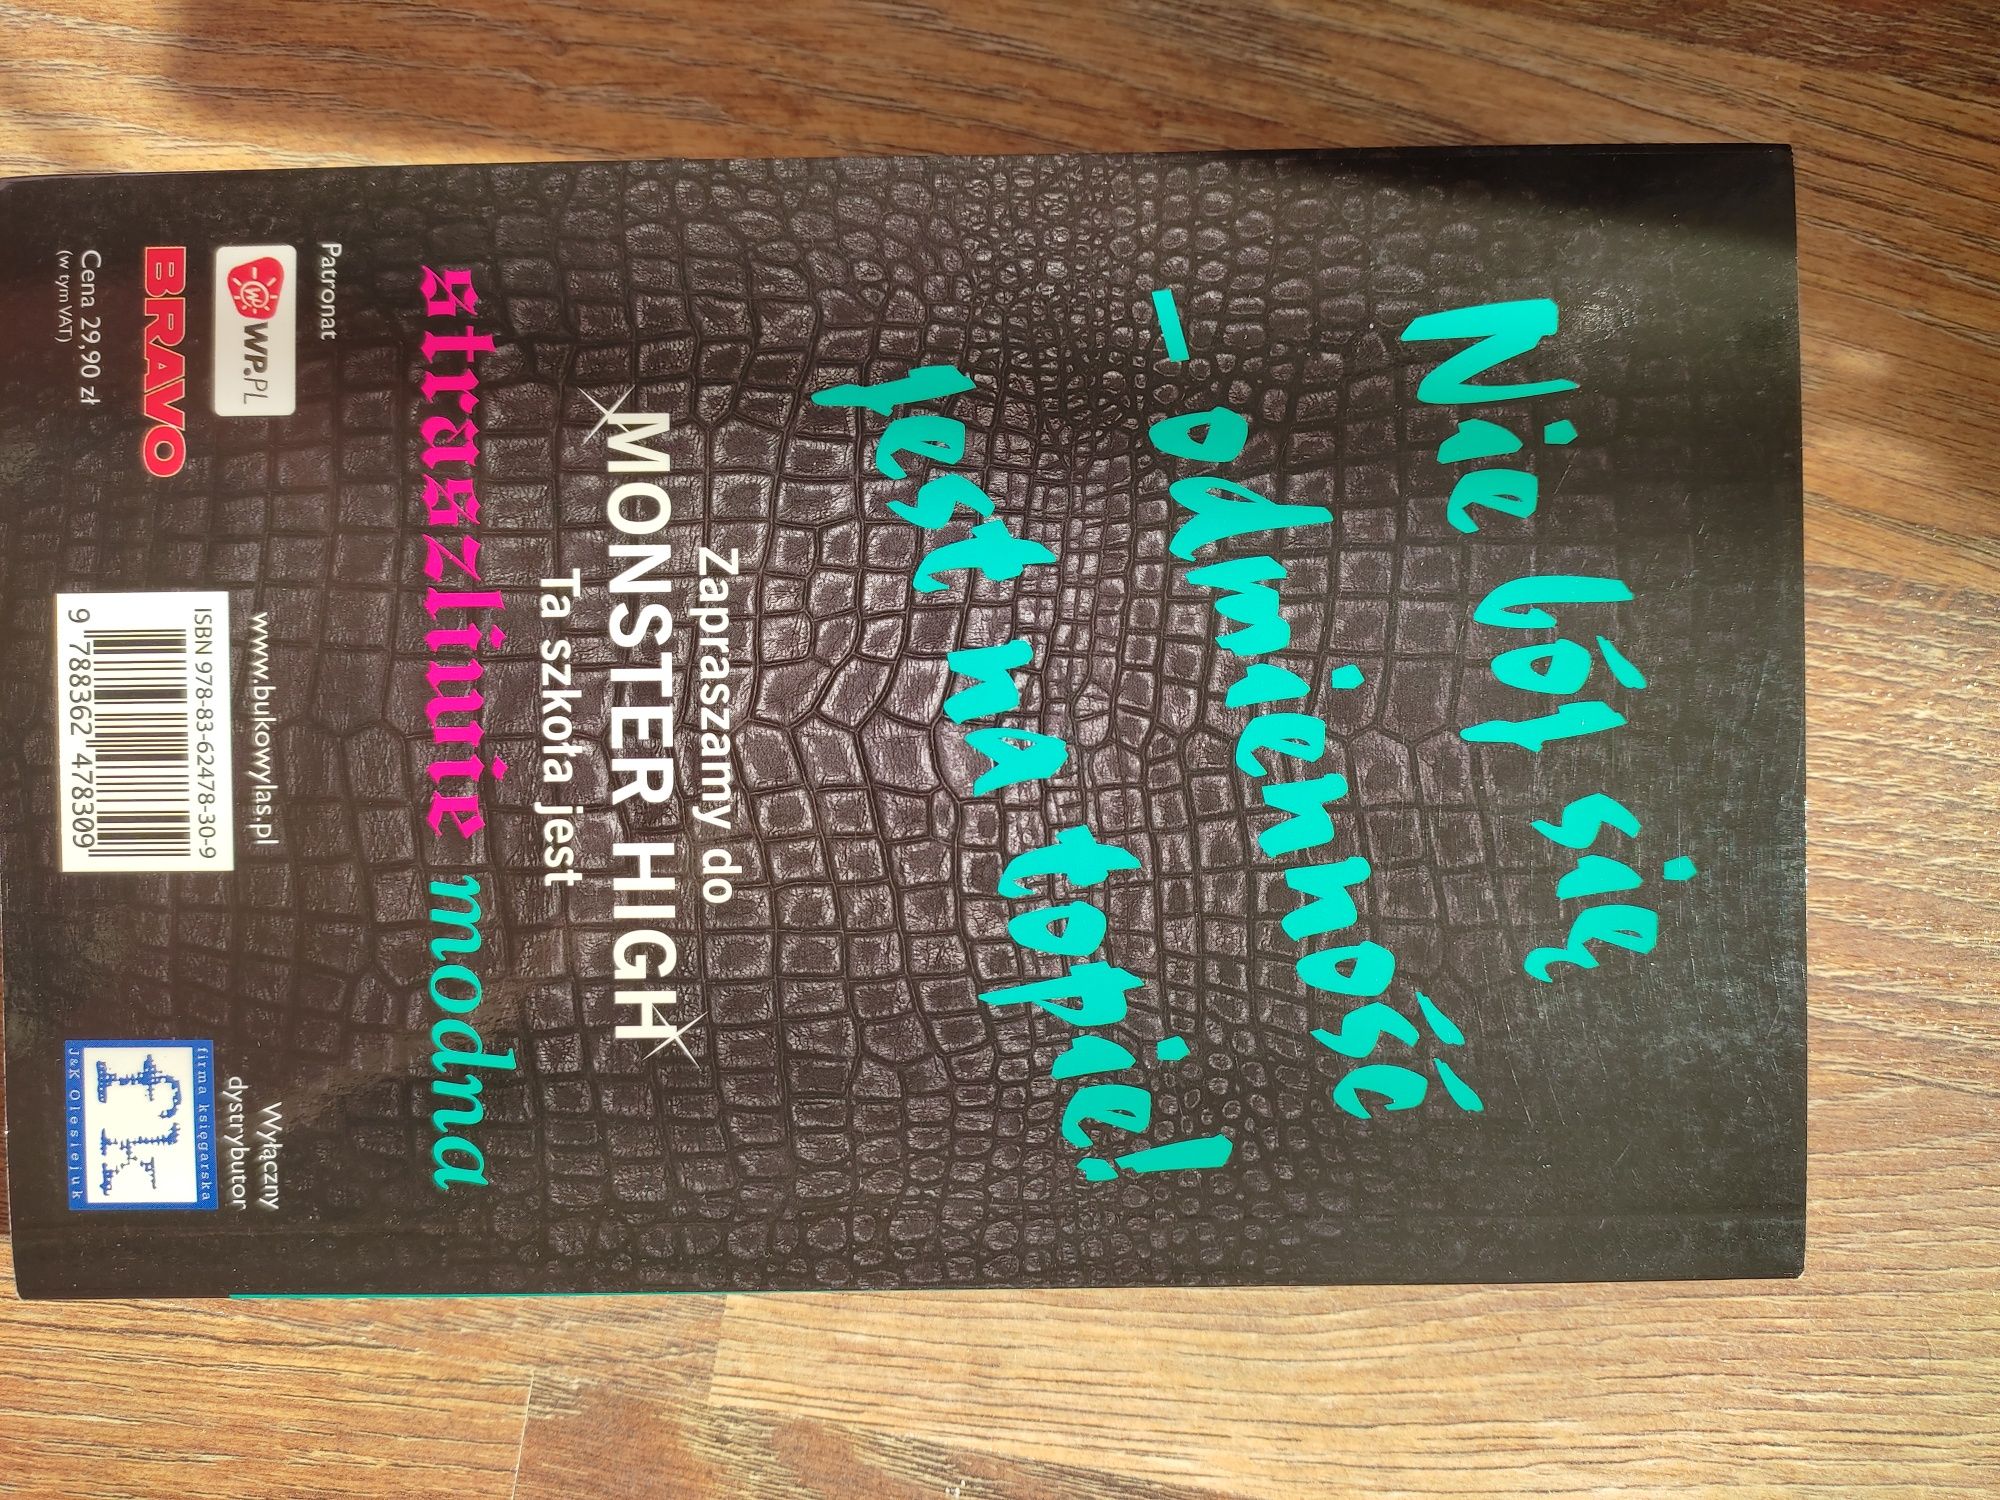 Nie bój się
- odmienność
jest na topie!
Zapraszamy do
MONSTER HIGH
Ta szkoła jest
straszliwie modna
Patronat
WP.PL
BRAVO
Cena 29,90 zł
(w tym VAT)
www.bukowylas.pl
ISBN 978-83-62478-30-9
9 788362 478309
Wyłączny
dystrybutor
firma księgarska
J&K Olesiejuk